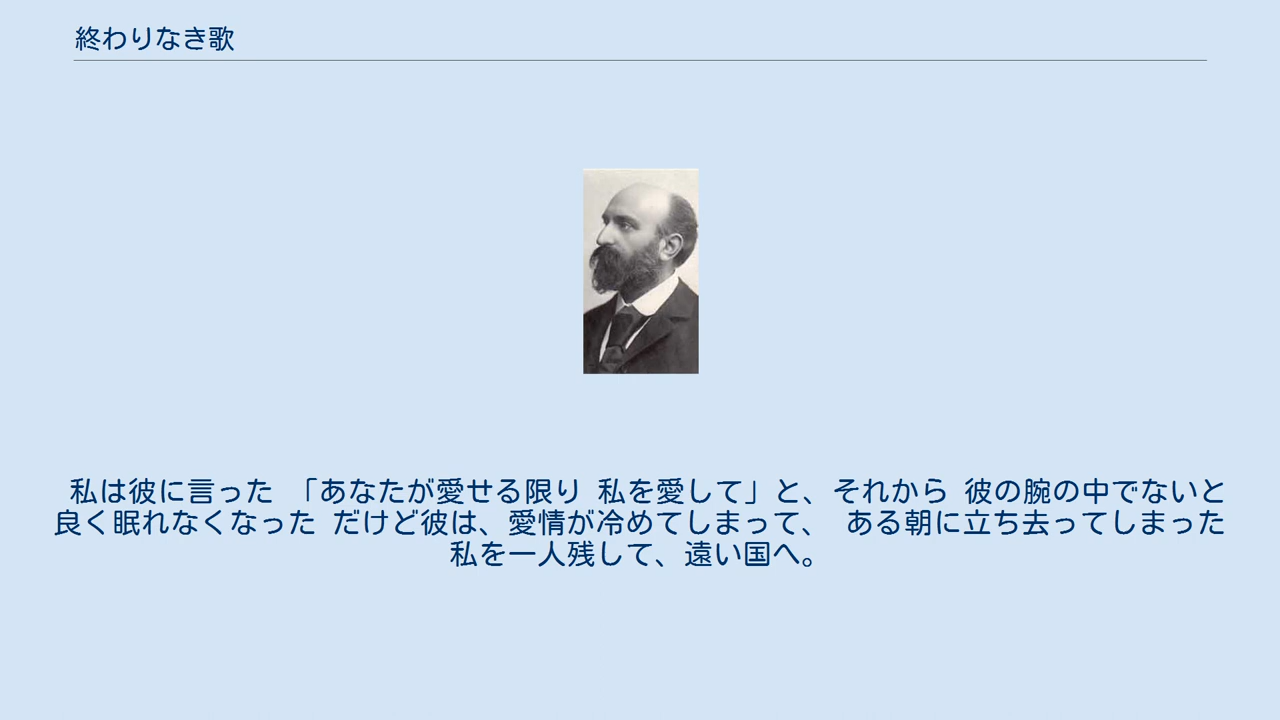 終わりなき歌
私は彼に言った 「あなたが愛せる限り 私を愛して」と、それから 彼の腕の中でないと
良く眠れなくなった だけど彼は、愛情が冷めてしまって、 ある朝に立ち去ってしまった
私を一人残して、遠い国へ。